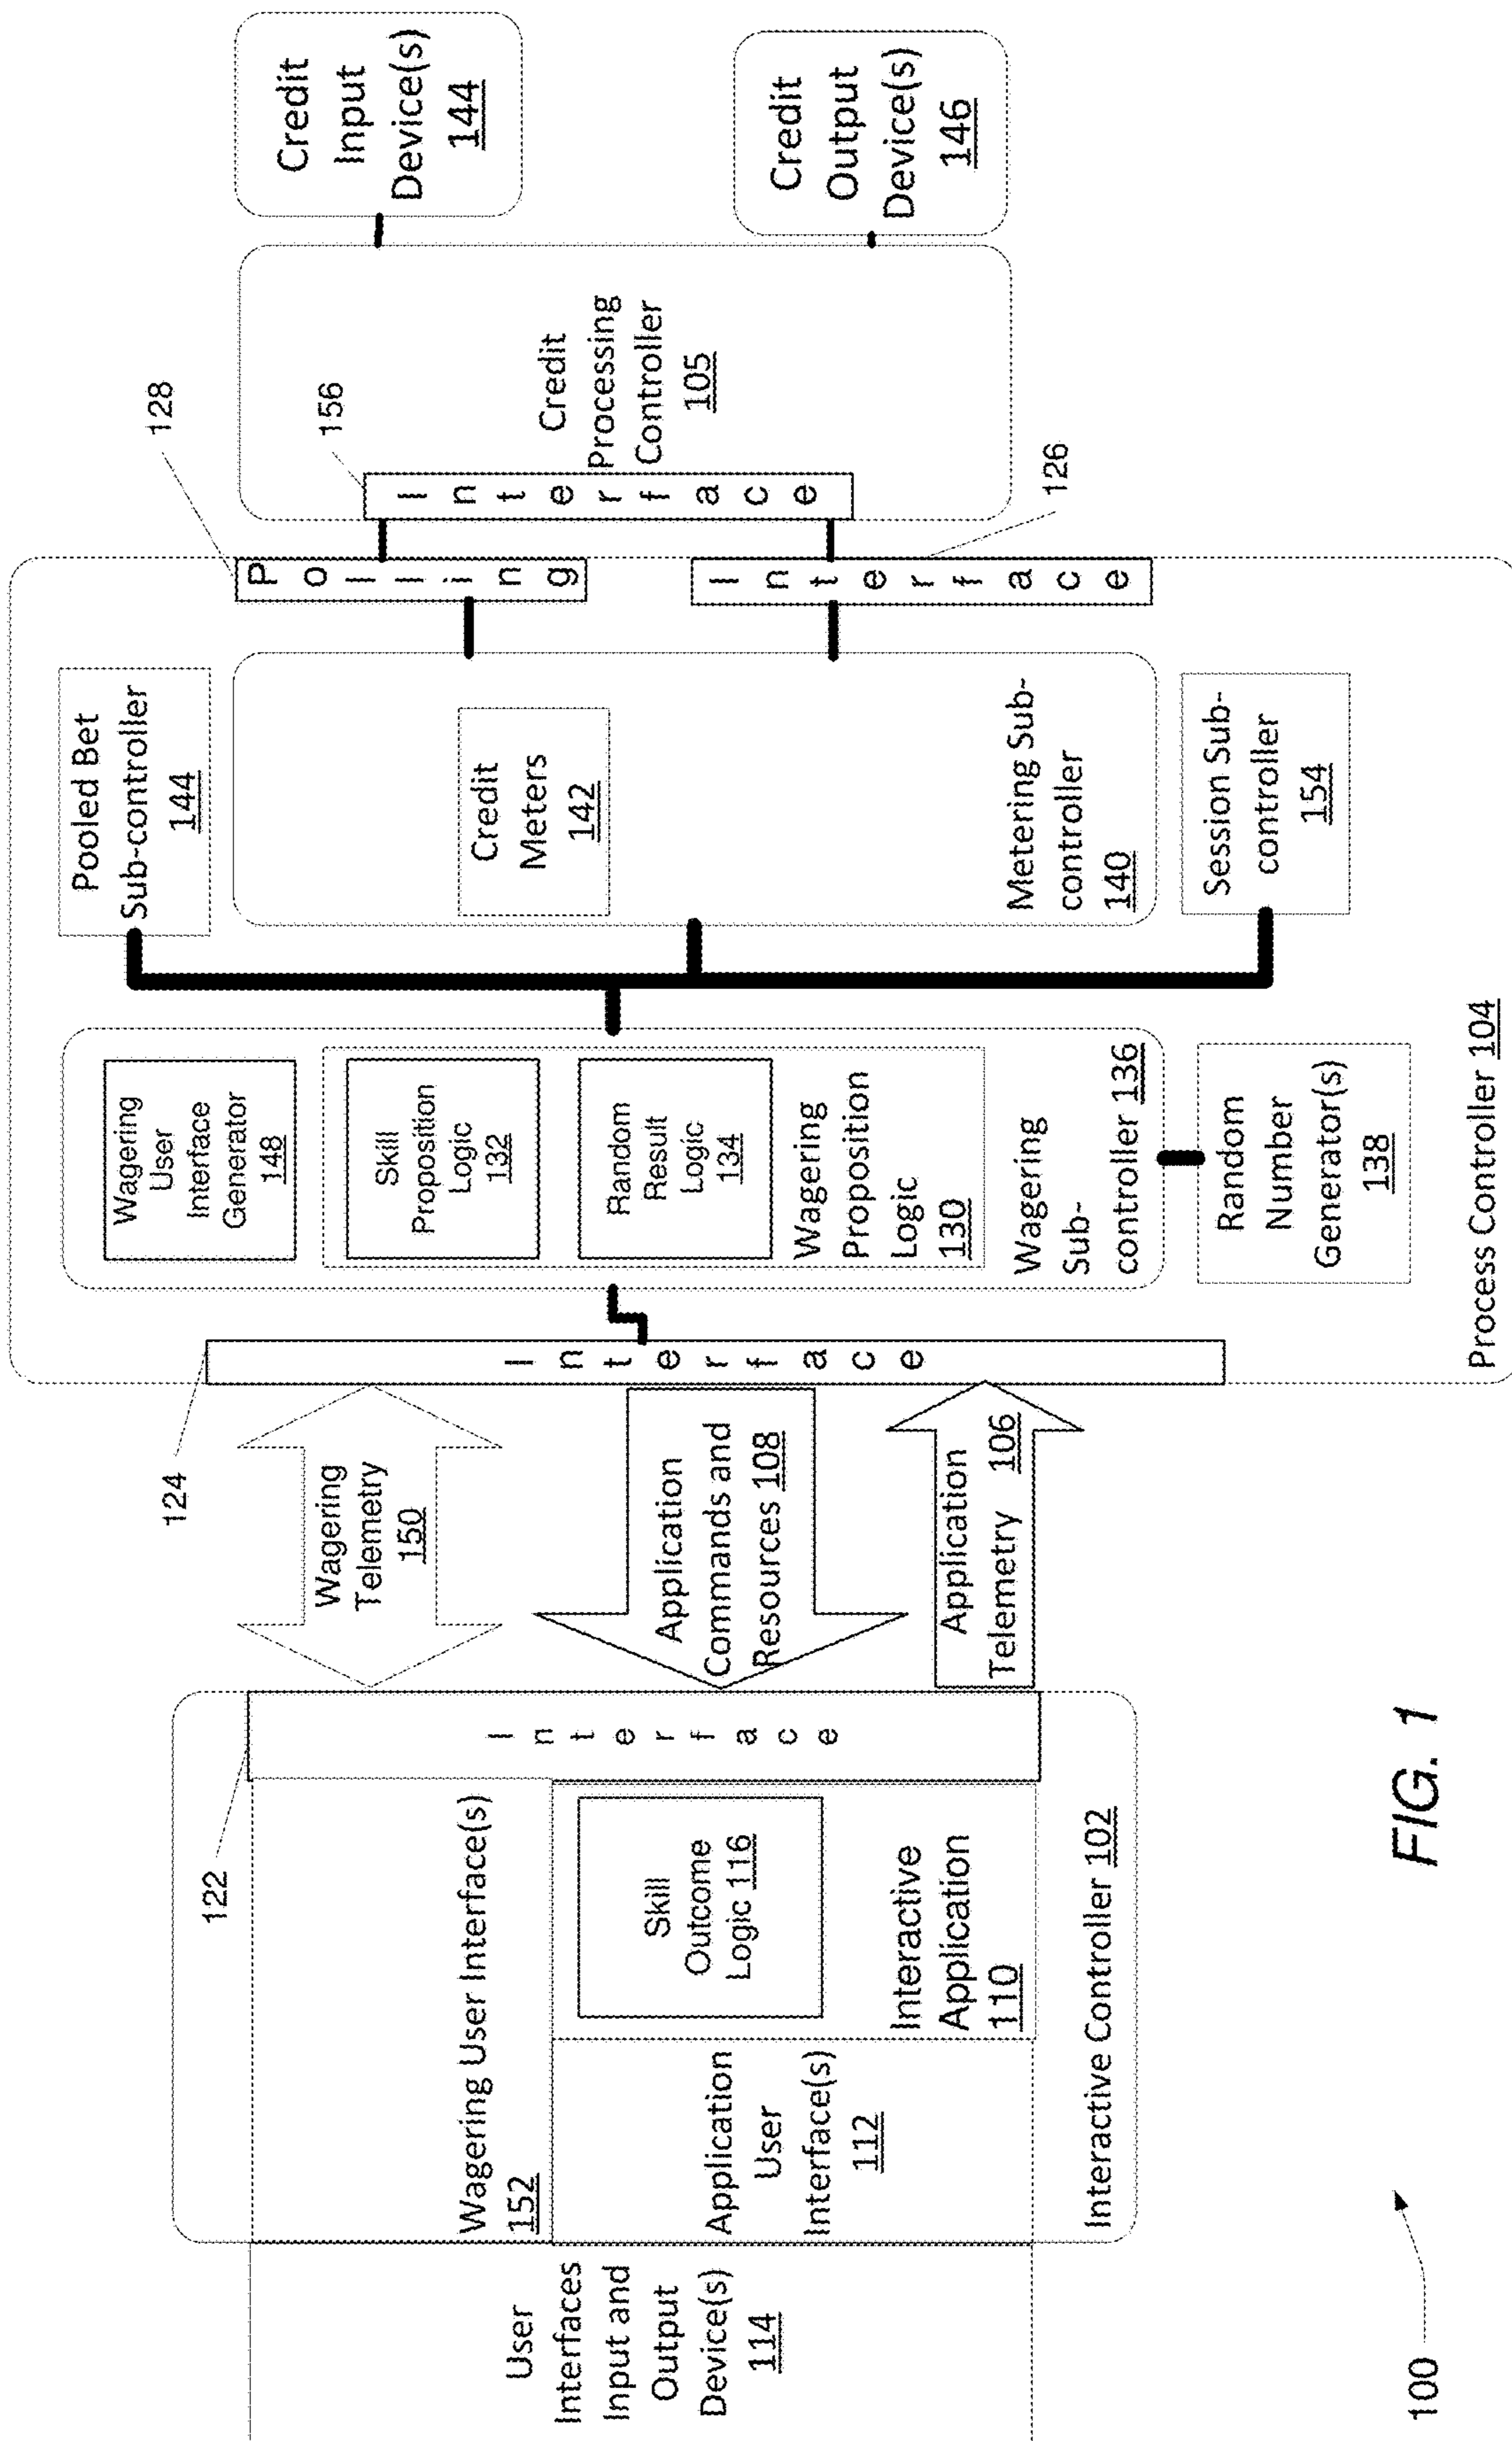 User
Interfaces
Input and
Output
Device(s)
114
Wagering User Interface(s)
152
Application
User
Interface(s)
112
Skill
Outcome
Logic 116
Interactive
Application
110
Interactive Controller 102
122
Interface
Wagering
Telemetry
150
Application
Commands and
Resources 108
Application
Telemetry 106
124
Interface
Wagering
User
Interface
Generator
148
Skill
Proposition
Logic
132
Random
Result
Logic
134
Wagering
Proposition
Logic
130
Wagering
Sub-
controller 136
Random
Number
Generator(s)
138
Process Controller 104
Pooled Bet
Sub-controller
144
Credit
Meters
142
Metering Sub-
controller
140
Session Sub-
controller
154
128
Polling
Interface
126
156
Interface
Credit
Processing
Controller
105
Credit
Input
Device(s)
144
Credit
Output
Device(s)
146
100
FIG. 1